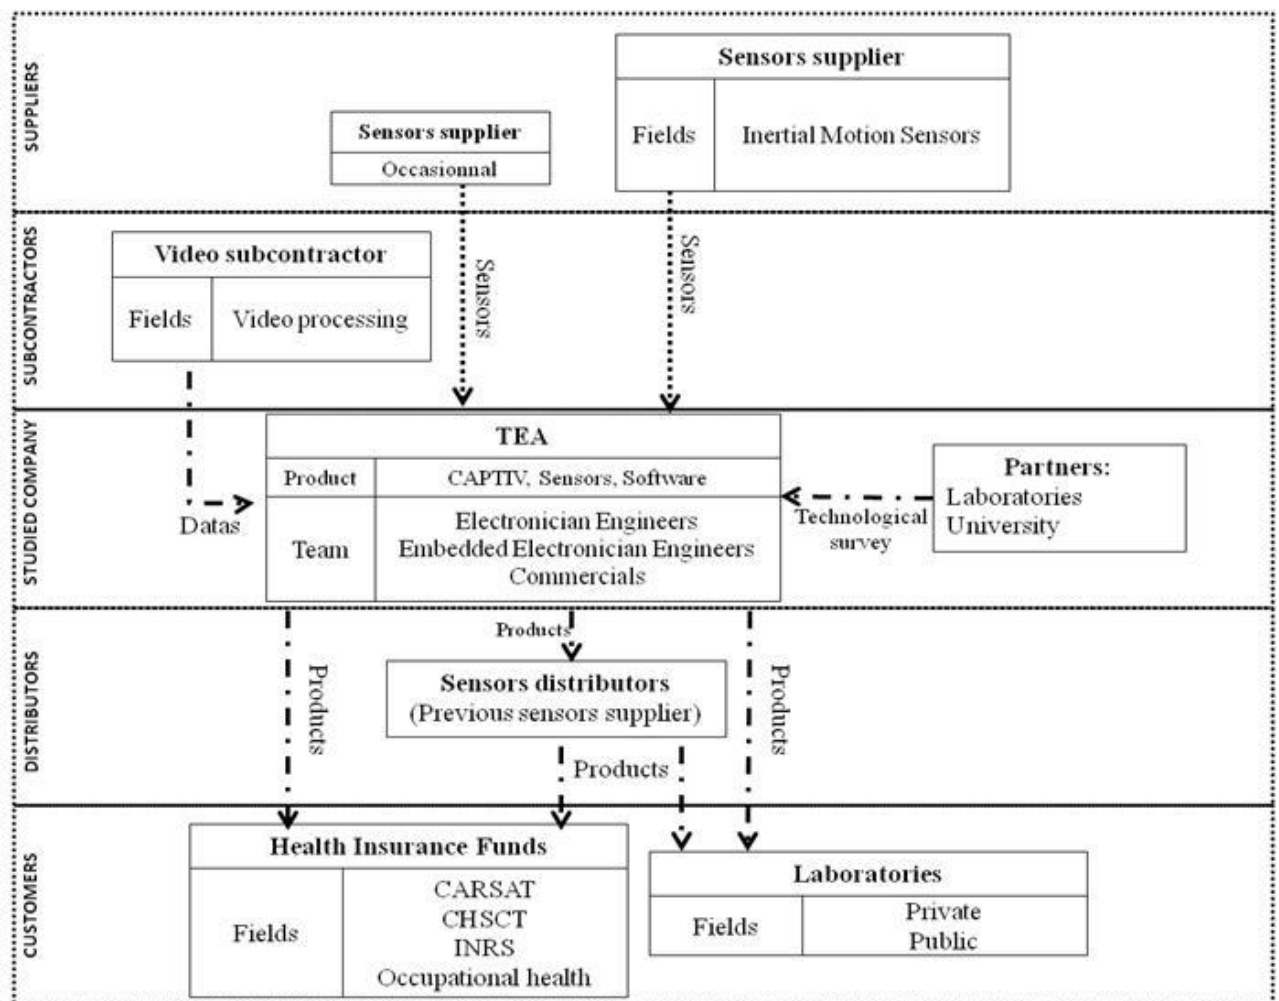 SUPPLIERS
Sensors supplier
Fields
Inertial Motion Sensors
Sensors supplier
Occasionnal
SUBCONTRACTORS
Video subcontractor
Fields
Video processing
Sensors
Sensors
STUDIED COMPANY
Datas
TEA
Product
CAPTIV, Sensors, Software
Team
Electronician Engineers
Embedded Electronician Engineers
Commercials
Technological
survey
Partners:
Laboratories
University
DISTRIBUTORS
Products
Products
Products
Sensors distributors
(Previous sensors supplier)
Products
CUSTOMERS
Health Insurance Funds
Fields
CARSAT
CHSCT
INRS
Occupational health
Laboratories
Fields
Private
Public